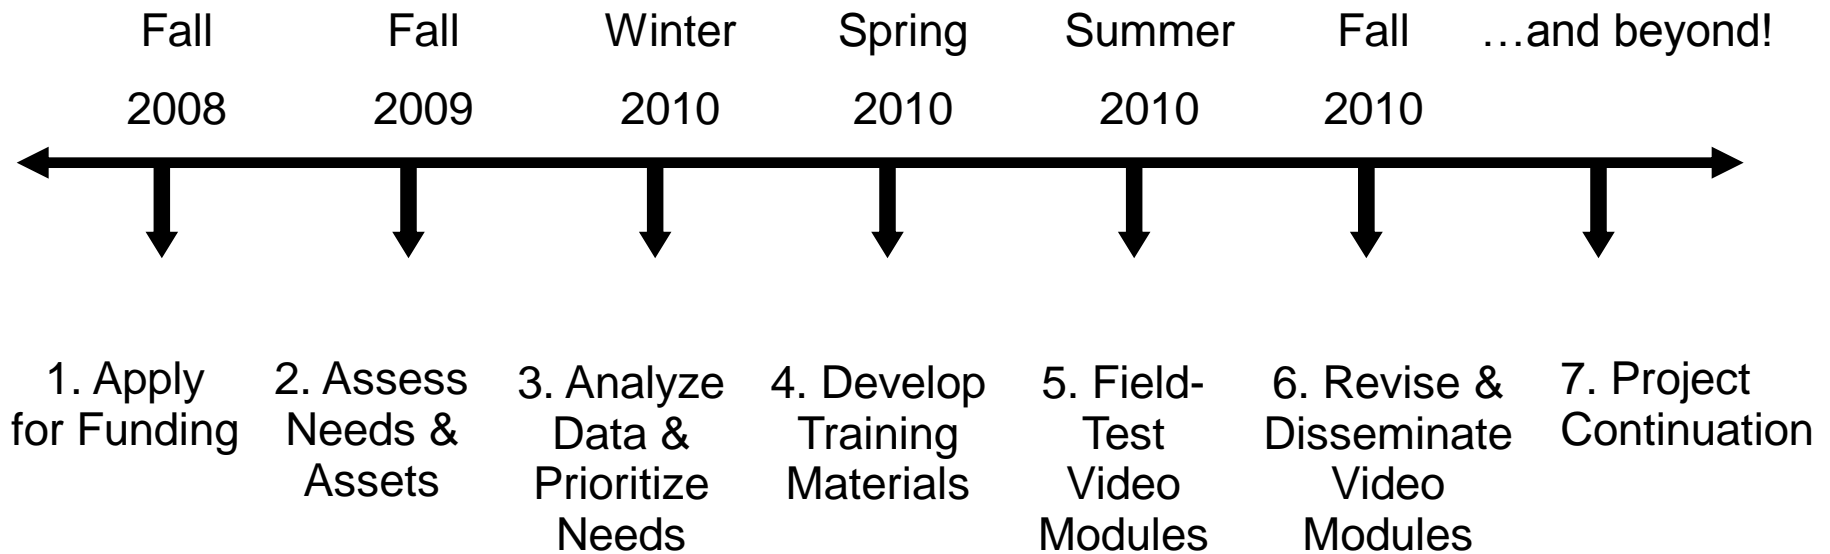 Fall
2008
Fall
2009
Winter
2010
Spring
2010
Summer
2010
Fall
2010
…and beyond!
1. Apply
for Funding
2. Assess
Needs &
Assets
3. Analyze
Data &
Prioritize
Needs
4. Develop
Training
Materials
5. Field-
Test
Video
Modules
6. Revise &
Disseminate
Video
Modules
7. Project
Continuation